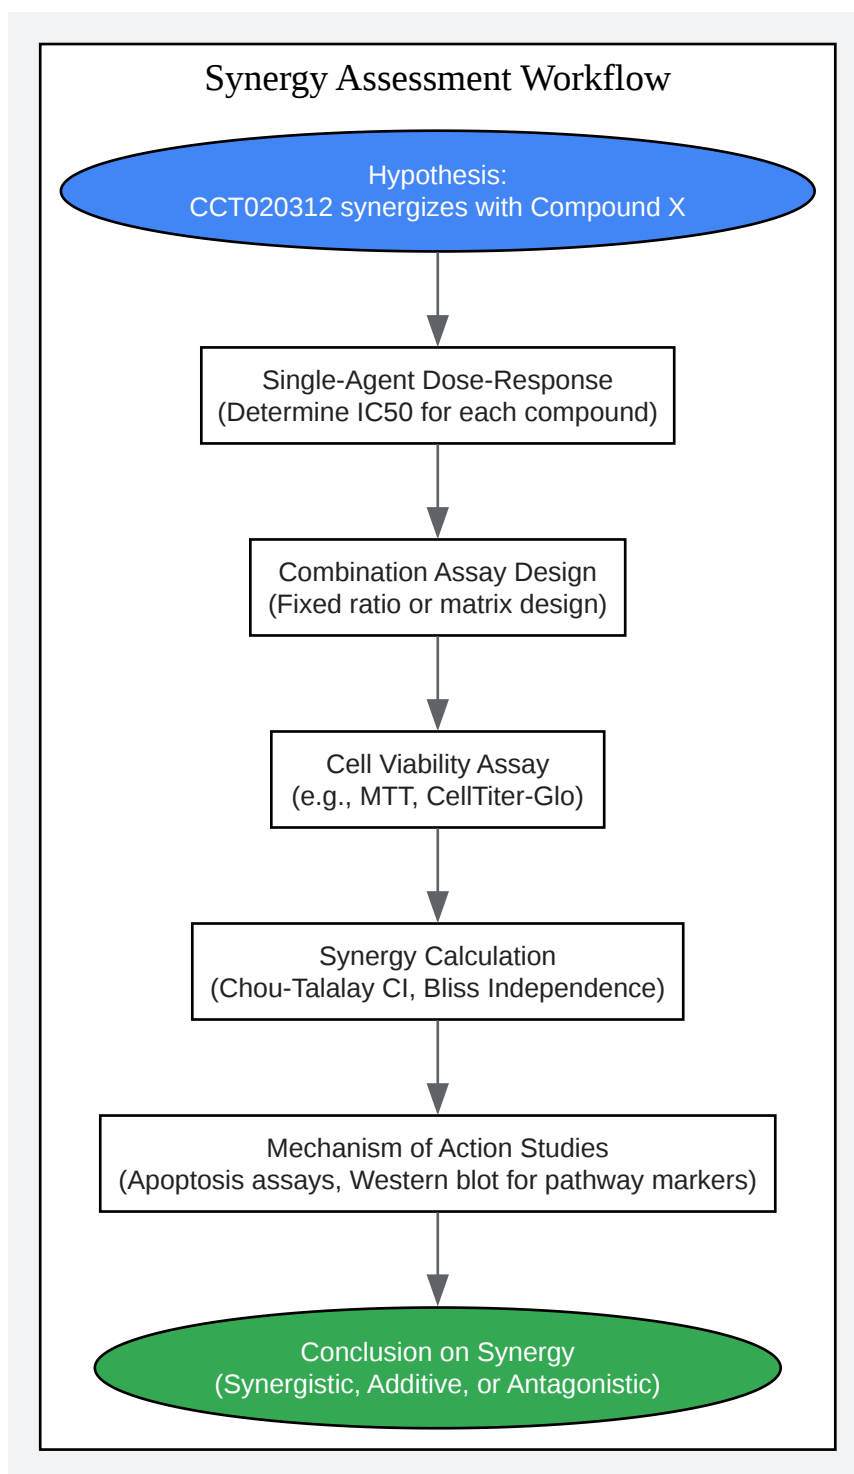 Synergy Assessment Workflow
Hypothesis:
CCT020312 synergizes with Compound X
Single-Agent Dose-Response
(Determine IC50 for each compound)
Combination Assay Design
(Fixed ratio or matrix design)
Cell Viability Assay
(e.g., MTT, CellTiter-Glo)
Synergy Calculation
(Chou-Talalay CI, Bliss Independence)
Mechanism of Action Studies
(Apoptosis assays, Western blot for pathway markers)
Conclusion on Synergy
(Synergistic, Additive, or Antagonistic)